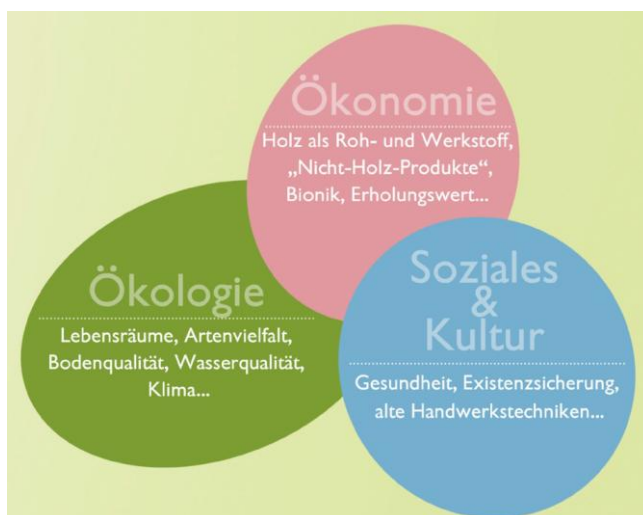 Ökonomie
Holz als Roh- und Werkstoff,
„Nicht-Holz-Produkte“,
Bionik, Erholungswert...
Ökologie
Lebensräume, Artenvielfalt,
Bodenqualität, Wasserqualität,
Klima...
Soziales
&
Kultur
Gesundheit, Existenzsicherung,
alte Handwerkstechniken...